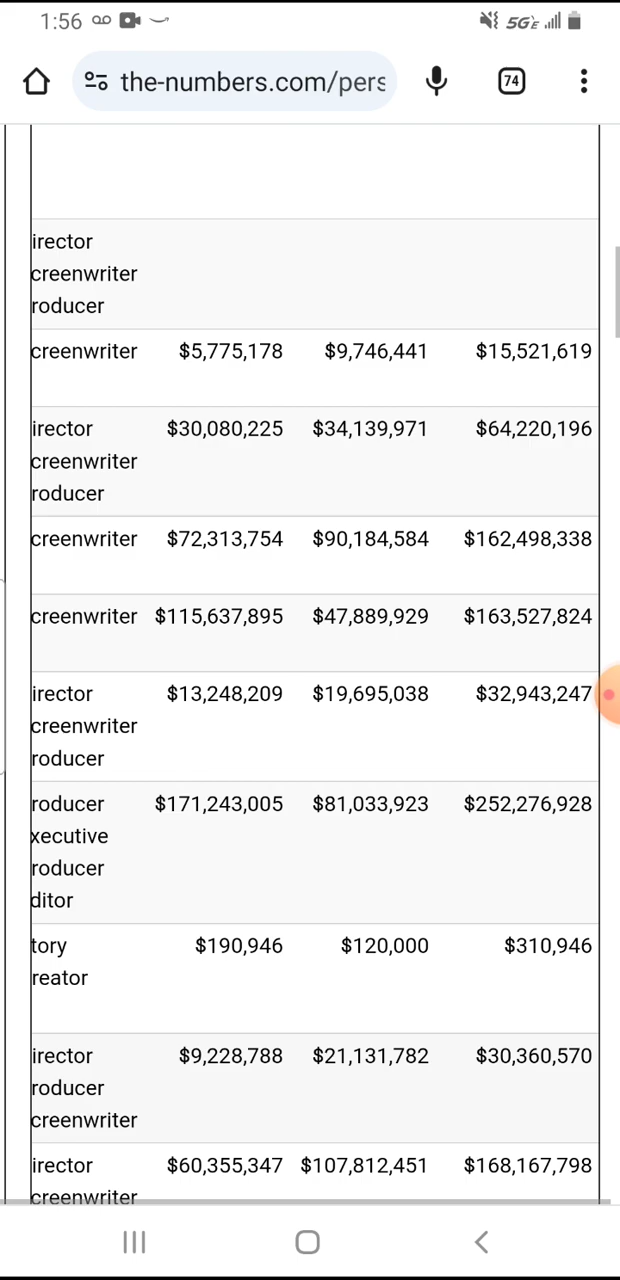 1:56 5GE
the-numbers.com/pers 74
irector
creenwriter
roducer
creenwriter $5,775,178 $9,746,441 $15,521,619
irector $30,080,225 $34,139,971 $64,220,196
creenwriter
roducer
creenwriter $72,313,754 $90,184,584 $162,498,338
creenwriter $115,637,895 $47,889,929 $163,527,824
irector $13,248,209 $19,695,038 $32,943,247
creenwriter
roducer
roducer $171,243,005 $81,033,923 $252,276,928
xecutive
roducer
ditor
tory $190,946 $120,000 $310,946
reator
irector $9,228,788 $21,131,782 $30,360,570
roducer
creenwriter
irector $60,355,347 $107,812,451 $168,167,798
creenwriter